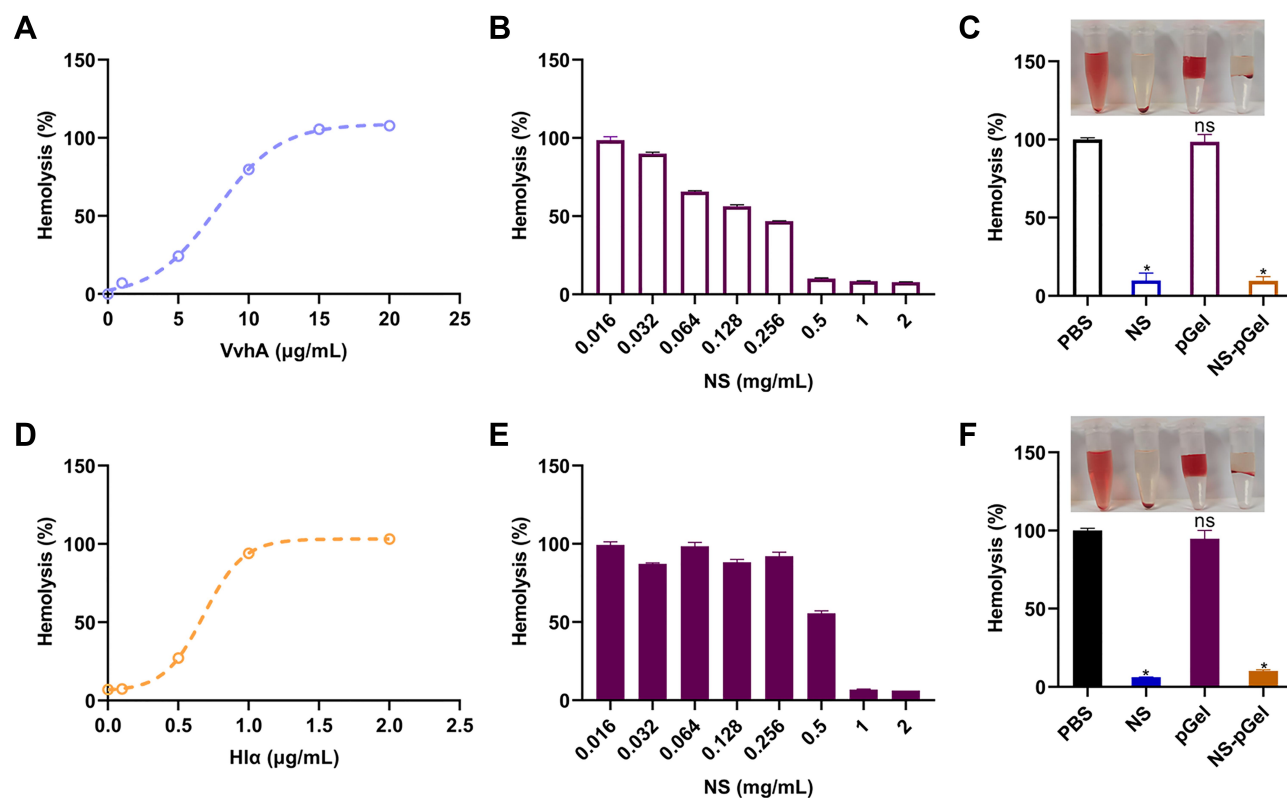 A
150
100
50
0
Hemolysis (%)
0
5
10
15
20
25
VvhA (µg/mL)
B
150
100
50
0
Hemolysis (%)
0.016
0.032
0.064
0.128
0.256
0.5
1
2
NS (mg/mL)
C
150
100
50
0
Hemolysis (%)
*
ns
*
PBS
NS
pGel
NS-pGel
D
150
100
50
0
Hemolysis (%)
0.0
0.5
1.0
1.5
2.0
2.5
Hlα (µg/mL)
E
150
100
50
0
Hemolysis (%)
0.016
0.032
0.064
0.128
0.256
0.5
1
2
NS (mg/mL)
F
150
100
50
0
Hemolysis (%)
*
ns
*
PBS
NS
pGel
NS-pGel